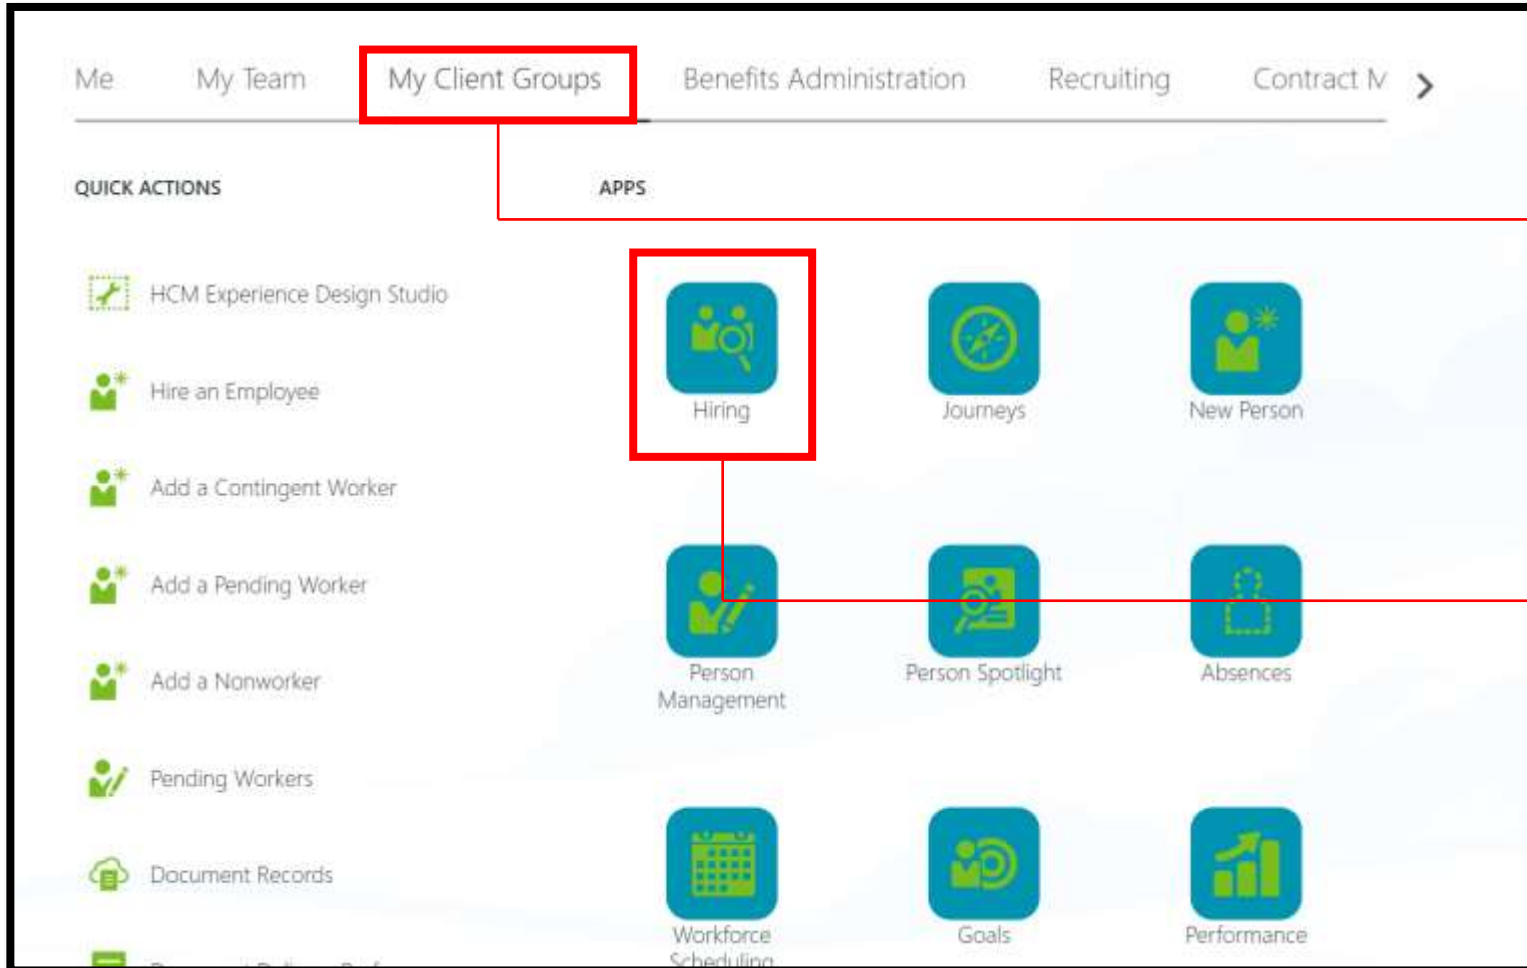 Me My Team My Client Groups Benefits Administration Recruiting Contract M
QUICK ACTIONS
APPS
HCM Experience Design Studio
Hire an Employee
Add a Contingent Worker
Add a Pending Worker
Add a Nonworker
Pending Workers
Document Records
Hiring
Journeys
New Person
Person
Management
Person Spotlight
Absences
Workforce
Scheduling
Goals
Performance